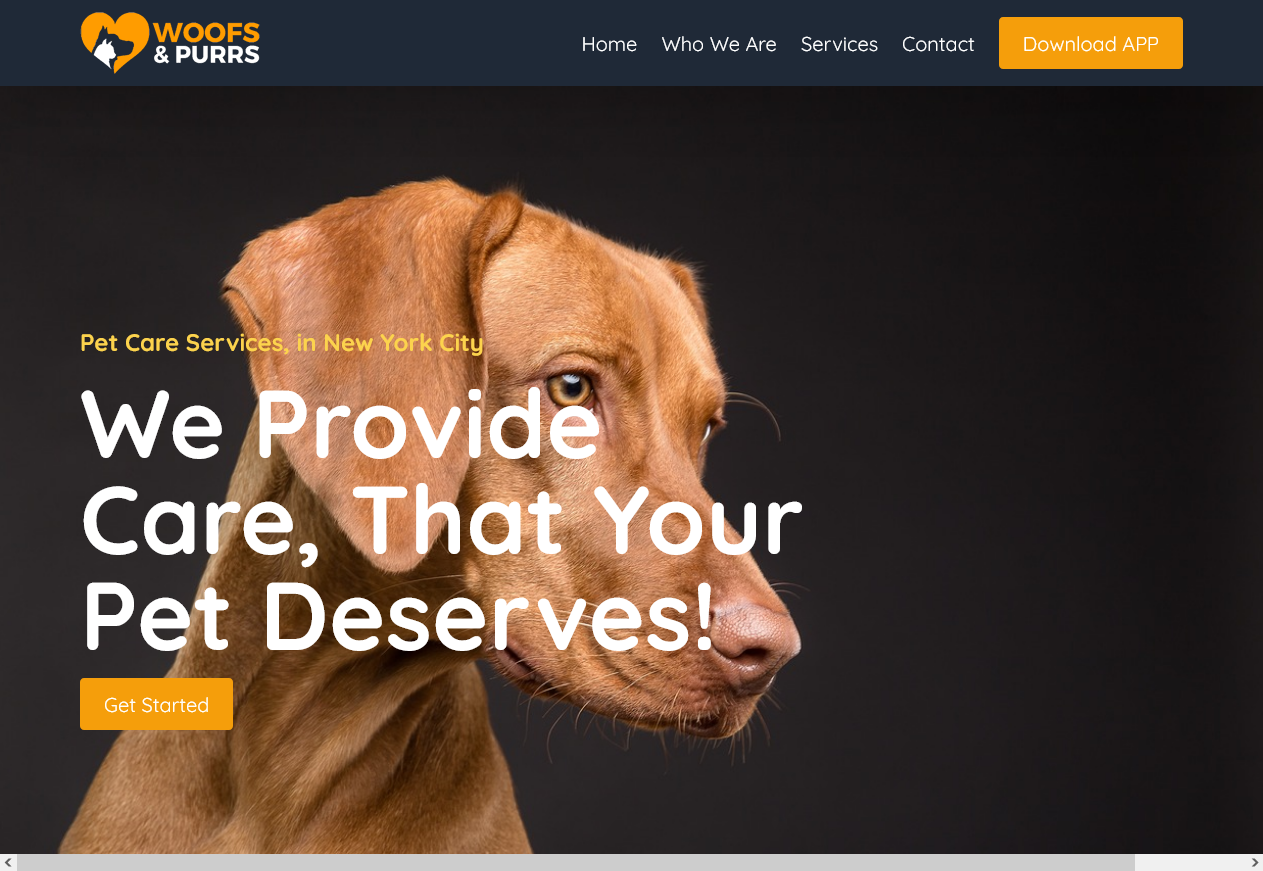 WOOFS
& PURRS
Home Who We Are Services Contact Download APP
Pet Care Services, in New York City
We Provide
Care, That Your
Pet Deserves!
Get Started